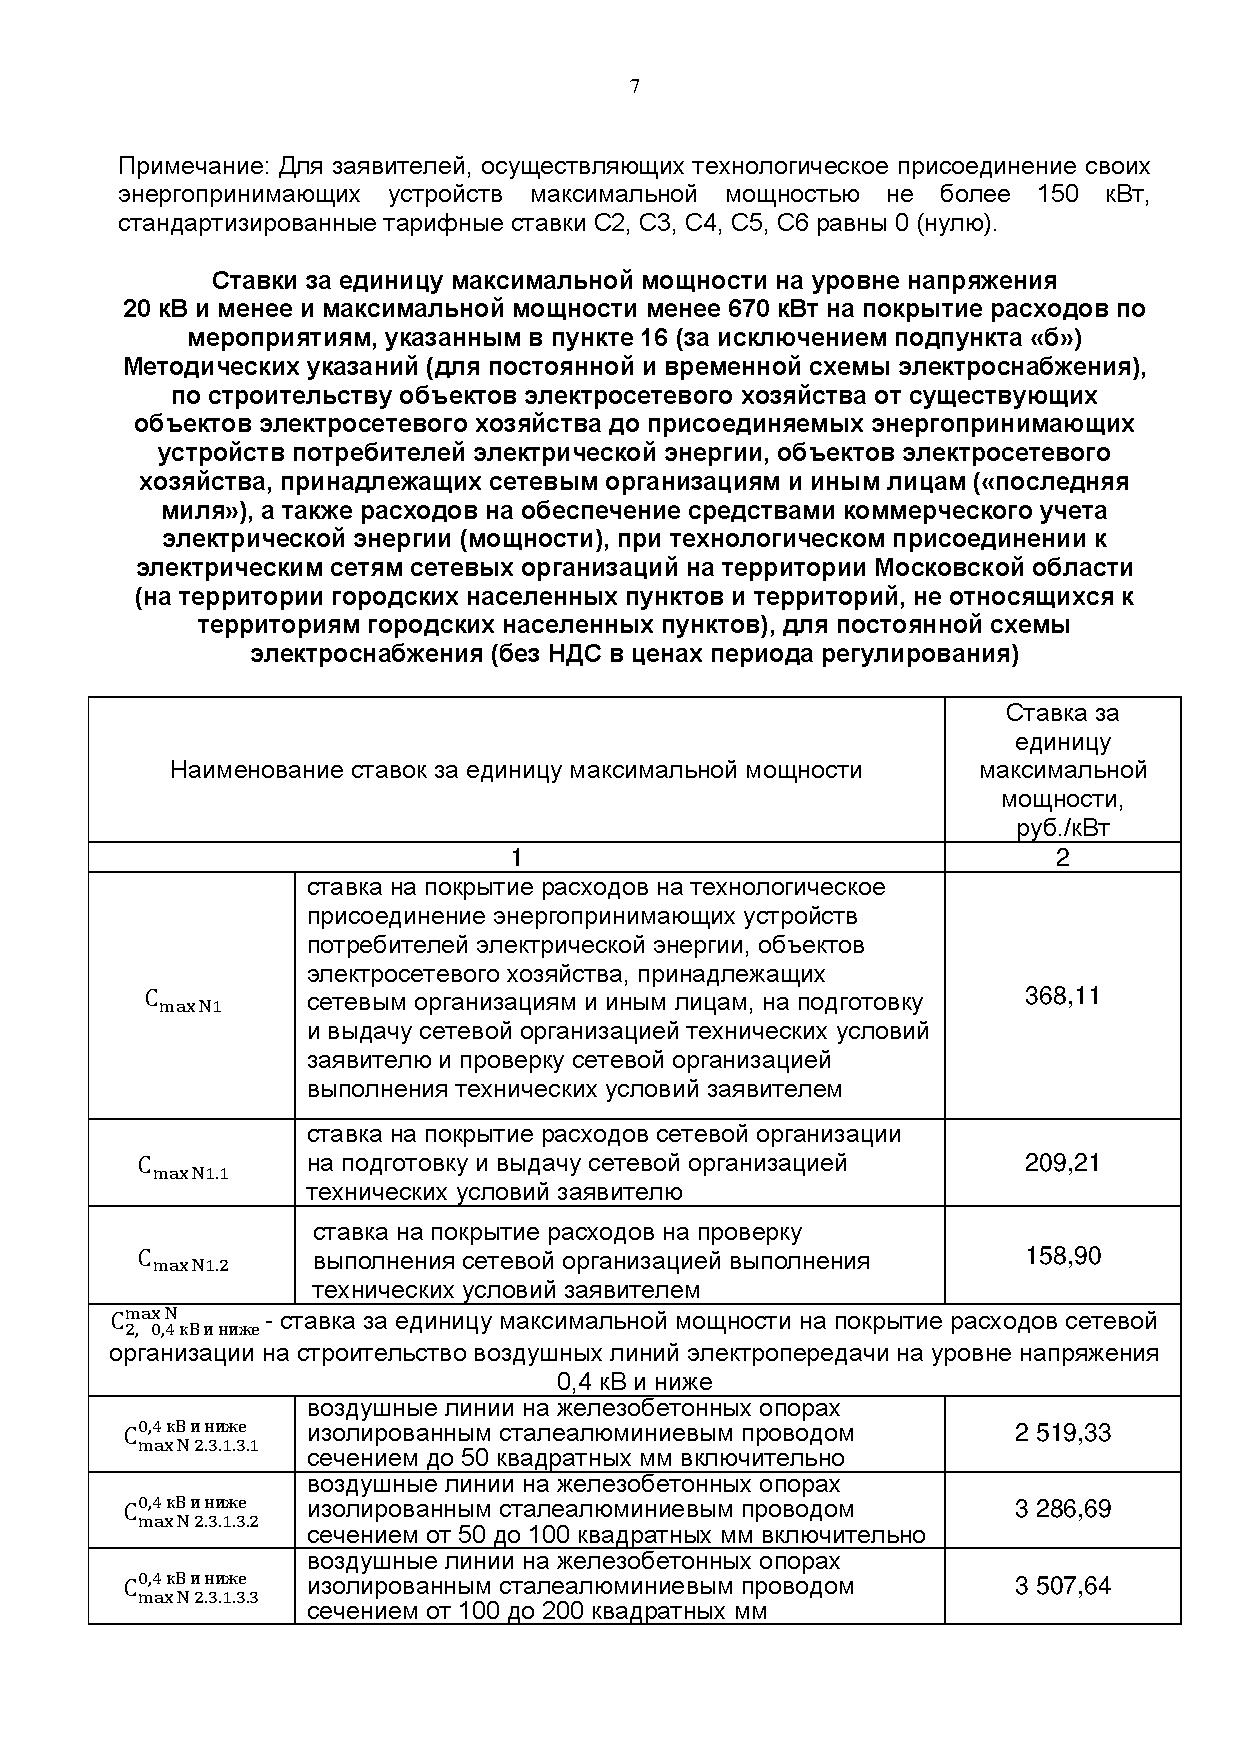 7
Примечание: Для заявителей, осуществляющих технологическое присоединение своих
энергопринимающих устройств максимальной мощностью не более 150 кВт,
стандартизированные тарифные ставки С2, С3, С4, С5, С6 равны 0 (нулю).
Ставки за единицу максимальной мощности на уровне напряжения
20 кВ и менее и максимальной мощности менее 670 кВт на покрытие расходов по
мероприятиям, указанным в пункте 16 (за исключением подпункта «б»)
Методических указаний (для постоянной и временной схемы электроснабжения),
по строительству объектов электросетевого хозяйства от существующих
объектов электросетевого хозяйства до присоединяемых энергопринимающих
устройств потребителей электрической энергии, объектов электросетевого
хозяйства, принадлежащих сетевым организациям и иным лицам («последняя
миля»), а также расходов на обеспечение средствами коммерческого учета
электрической энергии (мощности), при технологическом присоединении к
электрическим сетям сетевых организаций на территории Московской области
(на территории городских населенных пунктов и территорий, не относящихся к
территориям городских населенных пунктов), для постоянной схемы
электроснабжения (без НДС в ценах периода регулирования)
Наименование ставок за единицу максимальной мощности
Ставка за
единицу
максимальной
мощности,
руб./кВт
1
2
C max N1
ставка на покрытие расходов на технологическое
присоединение энергопринимающих устройств
потребителей электрической энергии, объектов
электросетевого хозяйства, принадлежащих
сетевым организациям и иным лицам, на подготовку
и выдачу сетевой организацией технических условий
заявителю и проверку сетевой организацией
выполнения технических условий заявителем
368,11
C max N1.1
ставка на покрытие расходов сетевой организации
на подготовку и выдачу сетевой организацией
технических условий заявителю
209,21
C max N1.2
ставка на покрытие расходов на проверку
выполнения сетевой организацией выполнения
технических условий заявителем
158,90
C max N 2, 0,4 кВ и ниже - ставка за единицу максимальной мощности на покрытие расходов сетевой
организации на строительство воздушных линий электропередачи на уровне напряжения
0,4 кВ и ниже
C 0,4 кВ и ниже max N 2.3.1.3.1
воздушные линии на железобетонных опорах
изолированным сталеалюминиевым проводом
сечением до 50 квадратных мм включительно
2 519,33
C 0,4 кВ и ниже max N 2.3.1.3.2
воздушные линии на железобетонных опорах
изолированным сталеалюминиевым проводом
сечением от 50 до 100 квадратных мм включительно
3 286,69
C 0,4 кВ и ниже max N 2.3.1.3.3
воздушные линии на железобетонных опорах
изолированным сталеалюминиевым проводом
сечением от 100 до 200 квадратных мм
3 507,64